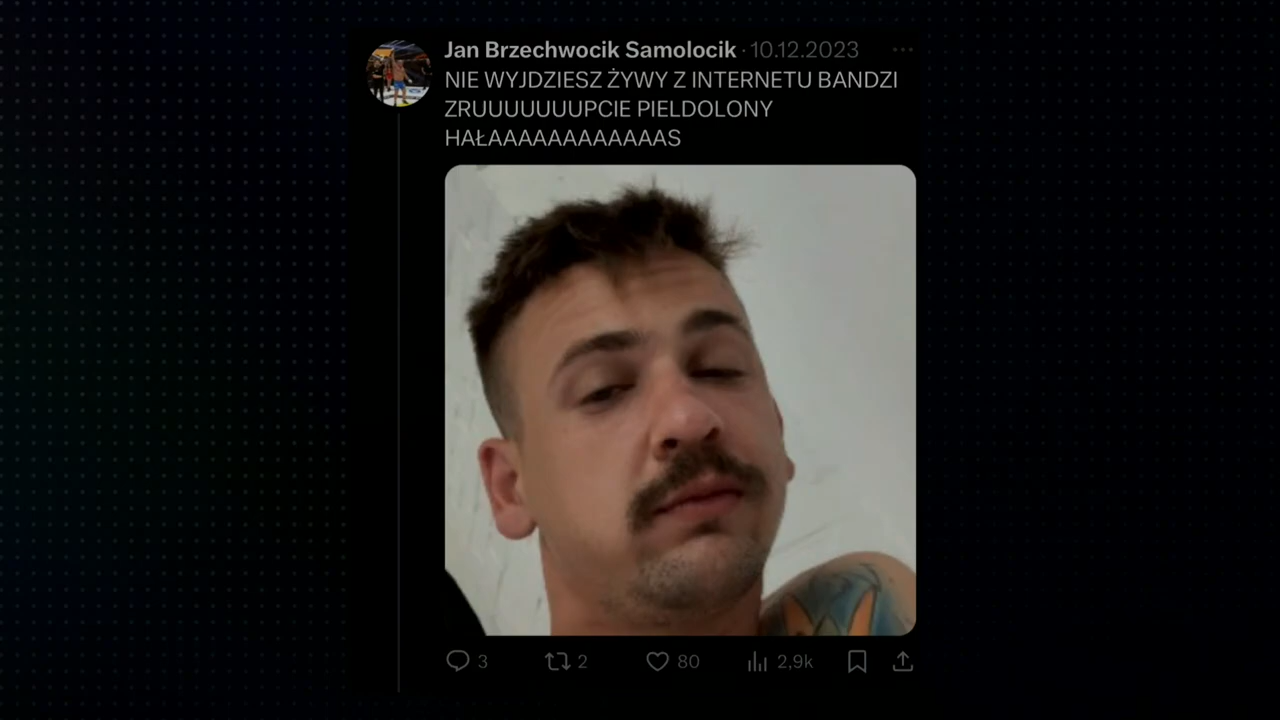 Jan Brzechwocik Samolocik · 10.12.2023
NIE WYJDZIESZ ŻYWY Z INTERNETU BANDZI
ZRUUUUUUUPCIE PIELDOLONY
HAŁAAAAAAAAAAAAS
3 2 80 2,9k